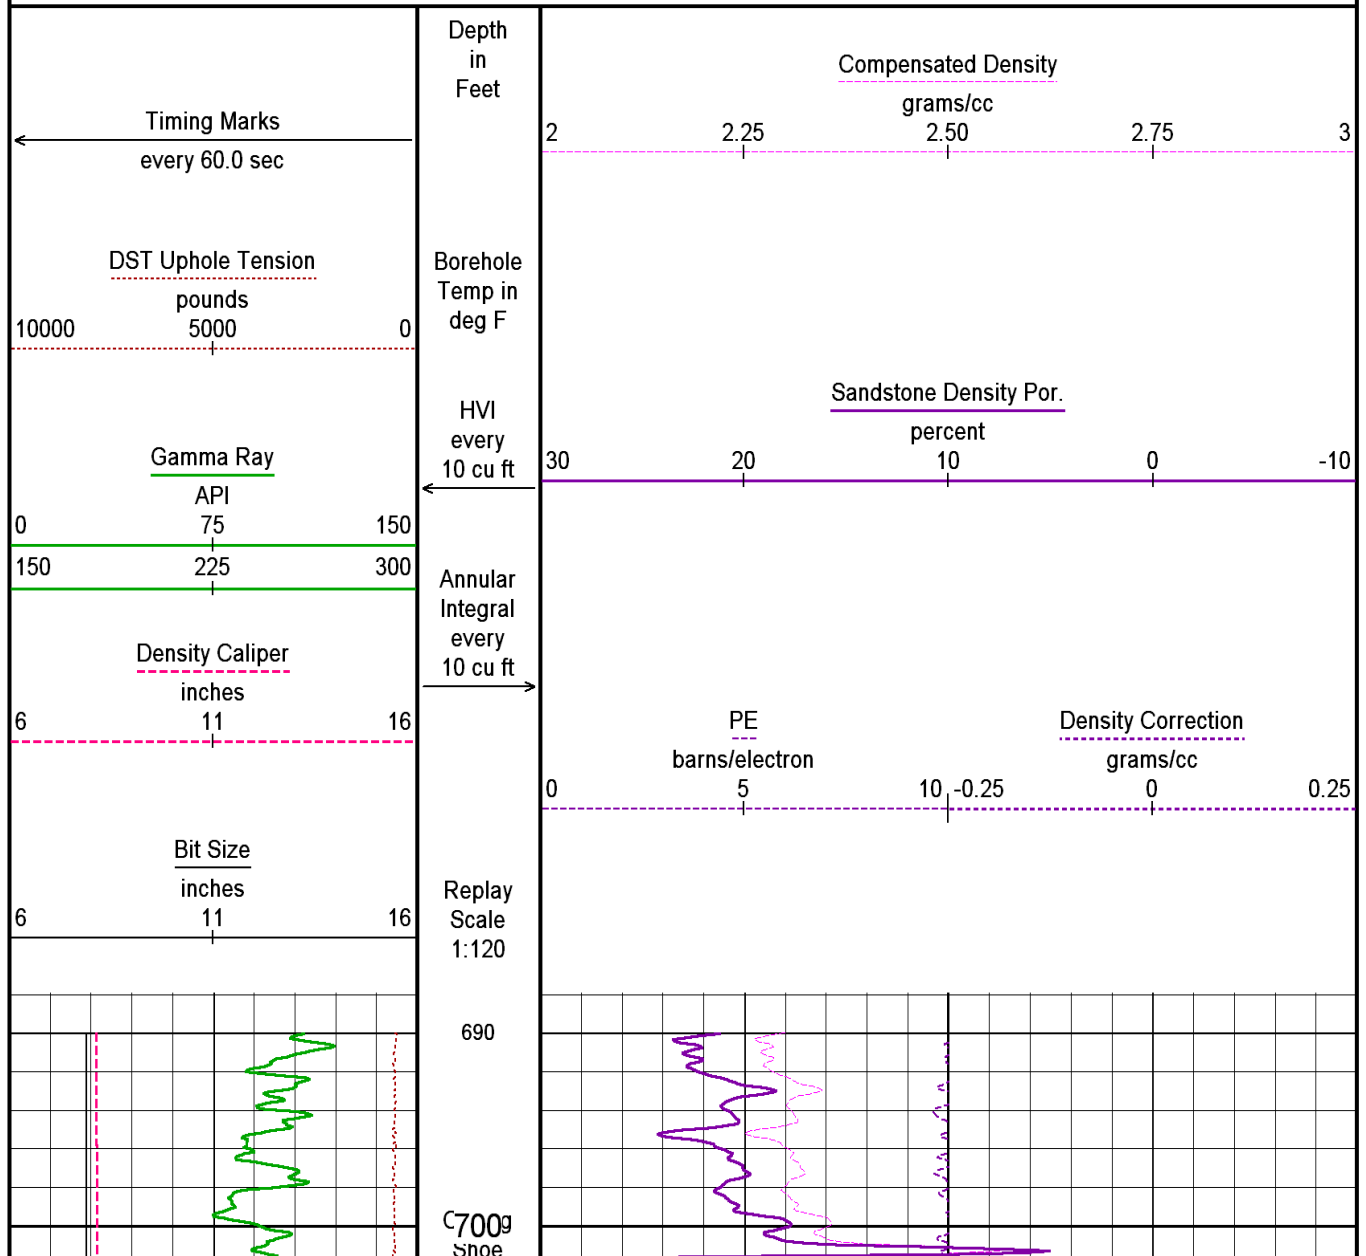 Timing Marks
every 60.0 sec
DST Uphole Tension
pounds
10000 5000 0
Gamma Ray
API
0 75 150
150 225 300
Density Caliper
inches
6 11 16
Bit Size
inches
6 11 16
Depth
in
Feet
Borehole
Temp in
deg F
HVI
every
10 cu ft
Annular
Integral
every
10 cu ft
Replay
Scale
1:120
Compensated Density
grams/cc
2 2.25 2.50 2.75 3
Sandstone Density Por.
percent
30 20 10 0 -10
PE
barns/electron
0 5 10
Density Correction
grams/cc
-0.25 0 0.25
690
700
Shoe